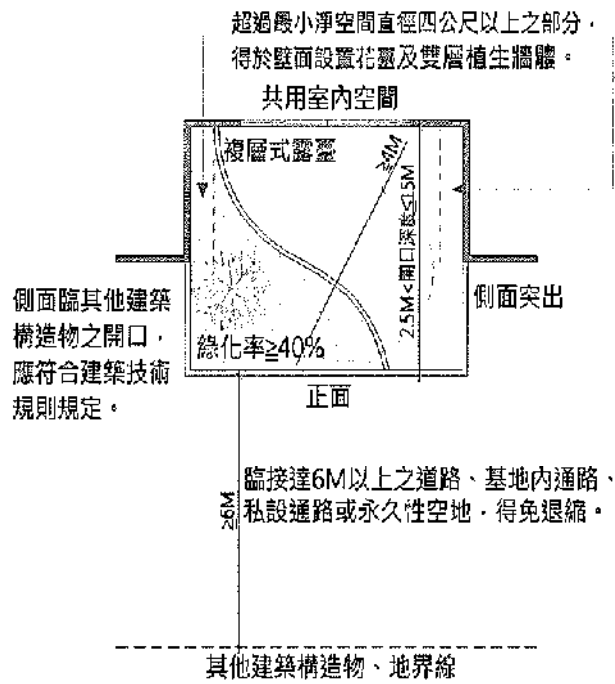 超過最小淨空間直徑四公尺以上之部分，
得於壁面設置花臺及雙層植生牆體。
共用室內空間
複層式露臺
≧4M
2.5M<開口深度≦15M
側面臨其他建築
構造物之開口，
應符合建築技術
規則規定。
側面突出
綠化率≧40%
正面
≧6M
臨接達6M以上之道路、基地內通路、
私設通路或永久性空地，得免退縮。
其他建築構造物、地界線